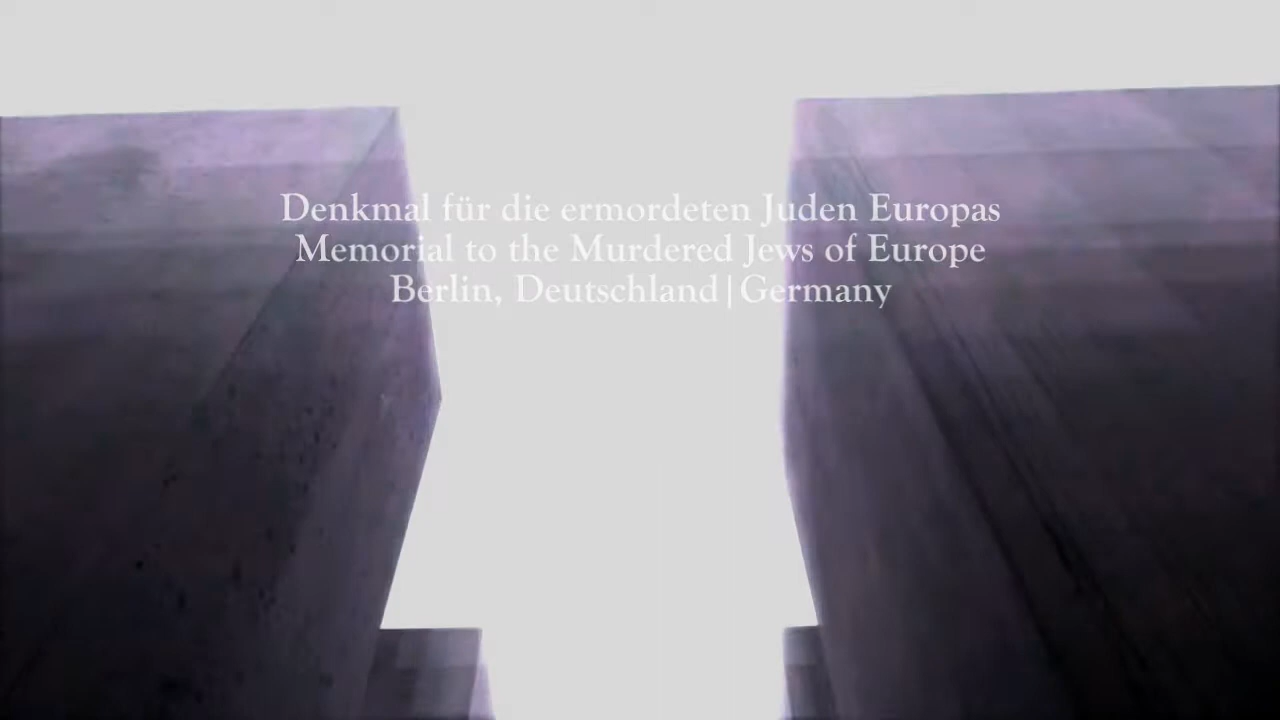 Denkmal für die ermordeten Juden Europas
Memorial to the Murdered Jews of Europe
Berlin, Deutschland|Germany